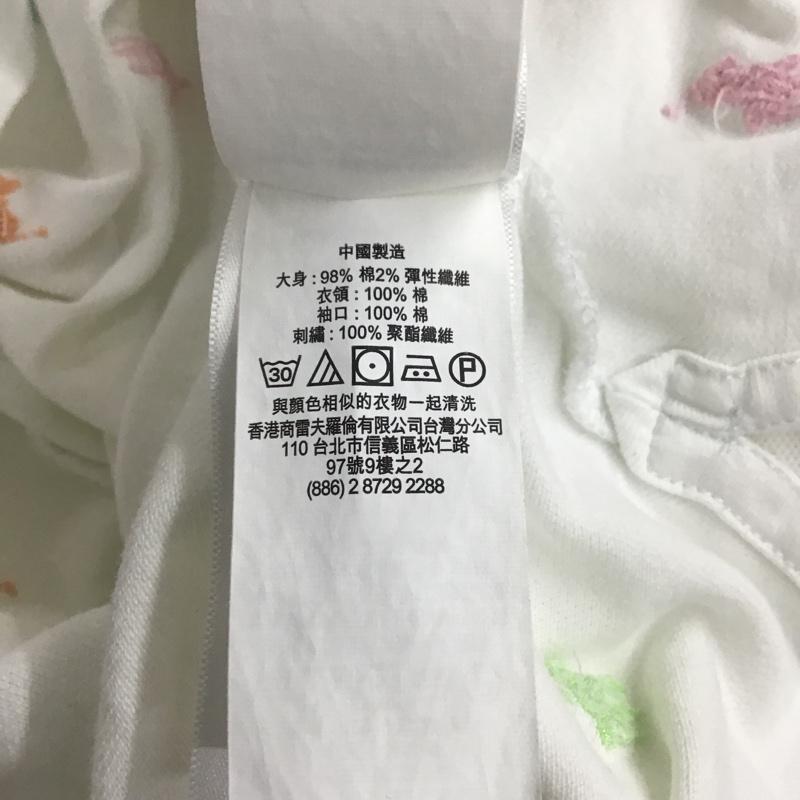 中國製造
大身 : 98% 棉2% 彈性纖維
衣領 : 100% 棉
袖口 : 100% 棉
刺繡 : 100% 聚酯纖維
30 P
與顏色相似的衣物一起清洗
香港商雷夫羅倫有限公司台灣分公司
110 台北市信義區松仁路
97號9樓之2
(886) 2 8729 2288